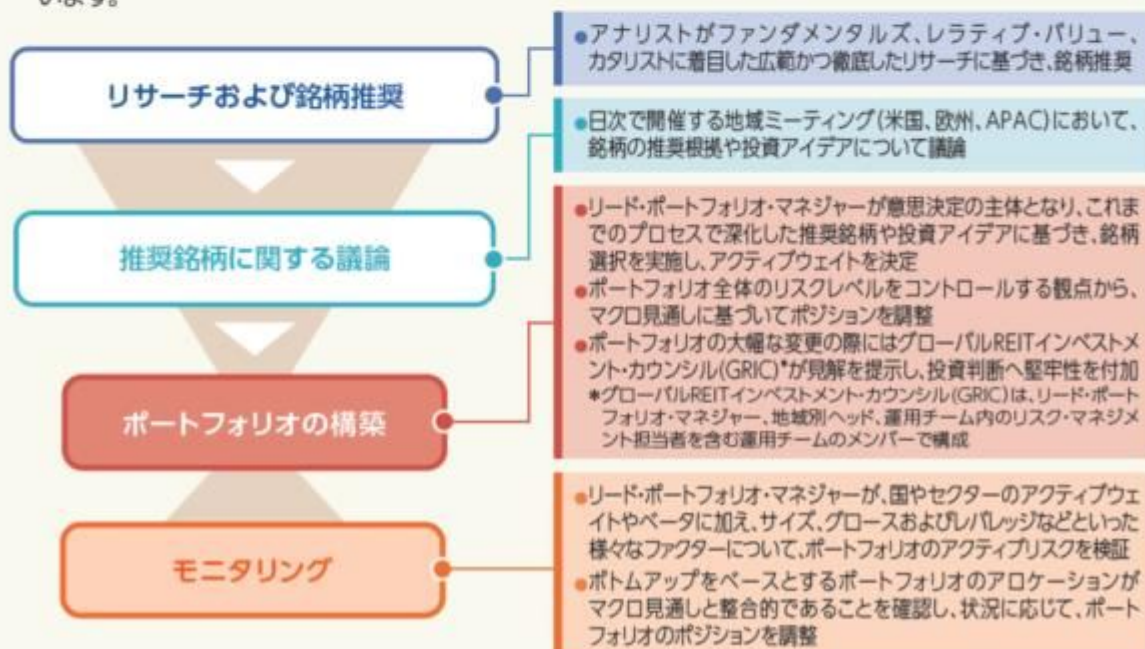 います。
リサーチおよび銘柄推奨
●アナリストがファンダメンタルズ、レラティブ・バリュー、
カタリストに着目した広範かつ徹底したリサーチに基づき、銘柄推奨
推奨銘柄に関する議論
●日次で開催する地域ミーティング(米国、欧州、APAC)において、
銘柄の推奨根拠や投資アイデアについて議論
ポートフォリオの構築
●リード・ポートフォリオ・マネジャーが意思決定の主体となり、これま
でのプロセスで深化した推奨銘柄や投資アイデアに基づき、銘柄
選択を実施し、アクティブウェイトを決定
●ポートフォリオ全体のリスクレベルをコントロールする観点から、
マクロ見通しに基づいてポジションを調整
●ポートフォリオの大幅な変更の際にはグローバルREITインベストメ
ント・カウンシル(GRIC)*が見解を提示し、投資判断へ堅牢性を付加
*グローバルREITインベストメント・カウンシル(GRIC)は、リード・ポート
フォリオ・マネジャー、地域別ヘッド、運用チーム内のリスク・マネジメ
ント担当者を含む運用チームのメンバーで構成
モニタリング
●リード・ポートフォリオ・マネジャーが、国やセクターのアクティブウェ
イトやベータに加え、サイズ、グロースおよびレバレッジなどといった
様々なファクターについて、ポートフォリオのアクティブリスクを検証
●ボトムアップをベースとするポートフォリオのアロケーションが
マクロ見通しと整合的であることを確認し、状況に応じて、ポート
フォリオのポジションを調整